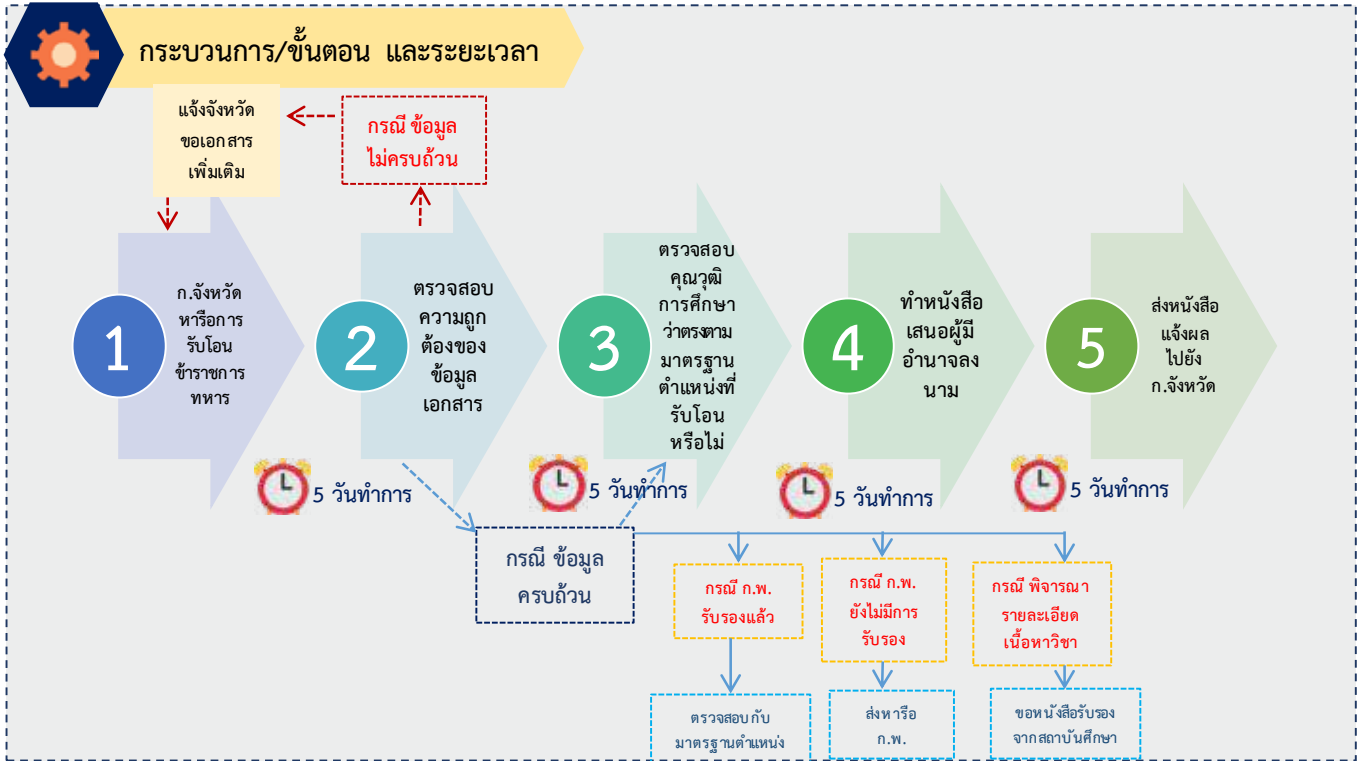 กระบวนการ/ขั้นตอน และระยะเวลา
แจ้งจังหวัด
ขอเอกสาร
เพิ่มเติม
กรณี ข้อมูล
ไม่ครบถ้วน
1
ก.จังหวัด
หารือการ
รับโอน
ข้าราชการ
ทหาร
2
ตรวจสอบ
ความถูก
ต้องของ
ข้อมูล
เอกสาร
3
ตรวจสอบ
คุณวุฒิ
การศึกษา
ว่าตรงตาม
มาตรฐาน
ตำแหน่งที่
รับโอน
หรือไม่
4
ทำหนังสือ
เสนอผู้มี
อำนาจลง
นาม
5
ส่งหนังสือ
แจ้งผล
ไปยัง
ก.จังหวัด
5 วันทำการ
5 วันทำการ
5 วันทำการ
5 วันทำการ
กรณี ข้อมูล
ครบถ้วน
กรณี ก.พ.
รับรองแล้ว
กรณี ก.พ.
ยังไม่มีการ
รับรอง
กรณี พิจารณา
รายละเอียด
เนื้อหาวิชา
ตรวจสอบกับ
มาตรฐานตำแหน่ง
ส่งหารือ
ก.พ.
ขอหนังสือรับรอง
จากสถาบันศึกษา